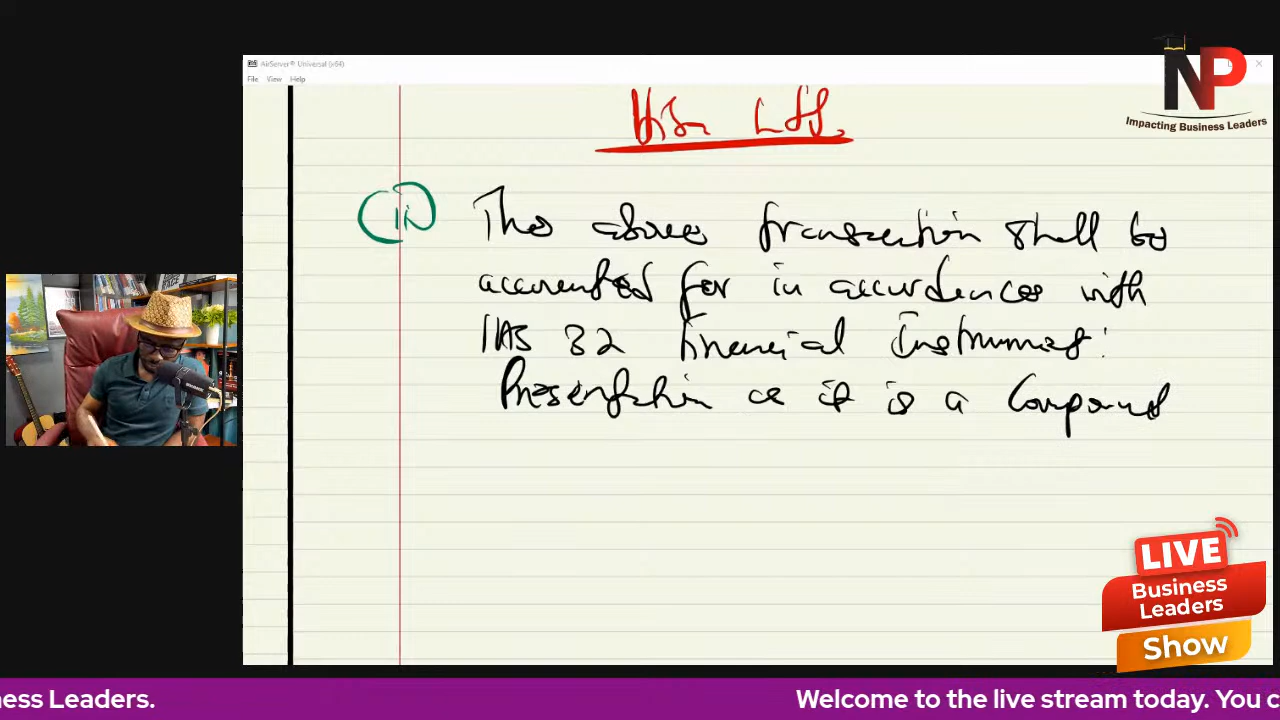 AirServer® Universal (x64)
File View Help
NP
Impacting Business Leaders
(ii)
The above transaction shall be
accounted for in accordance with
IAS 32 Financial Instrument:
Presentation as it is a Compound
LIVE
Business
Leaders
Show
ness Leaders.
Welcome to the live stream today. You c